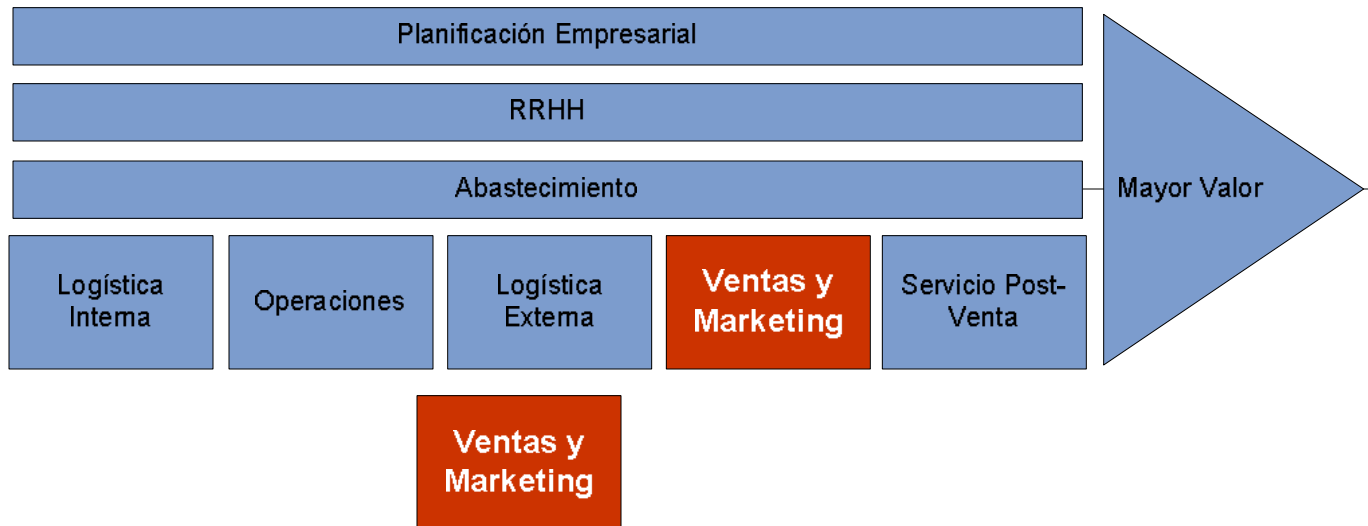 Planificación Empresarial
RRHH
Abastecimiento
Mayor Valor
Logística
Interna
Operaciones
Logística
Externa
Ventas y
Marketing
Servicio Post-
Venta
Ventas y
Marketing